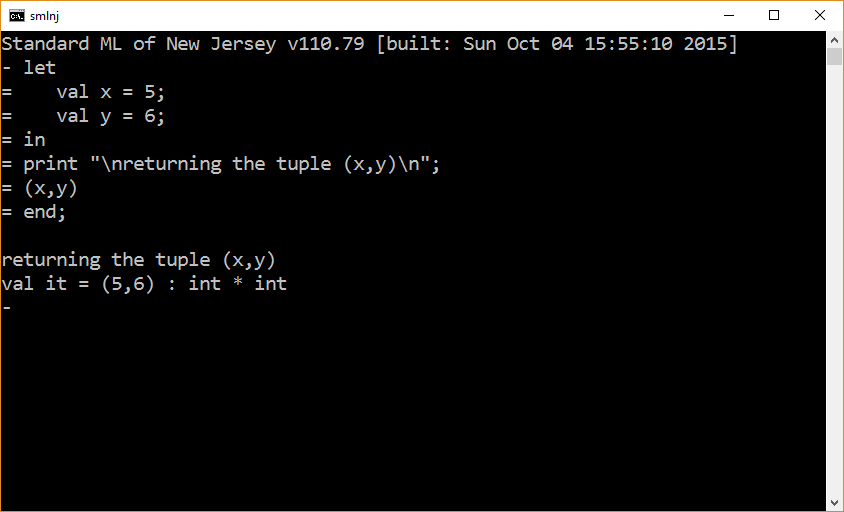 smlnj
Standard ML of New Jersey v110.79 [built: Sun Oct 04 15:55:10 2015]
- let
=    val x = 5;
=    val y = 6;
= in
= print "\nreturning the tuple (x,y)\n";
= (x,y)
= end;

returning the tuple (x,y)
val it = (5,6) : int * int
-